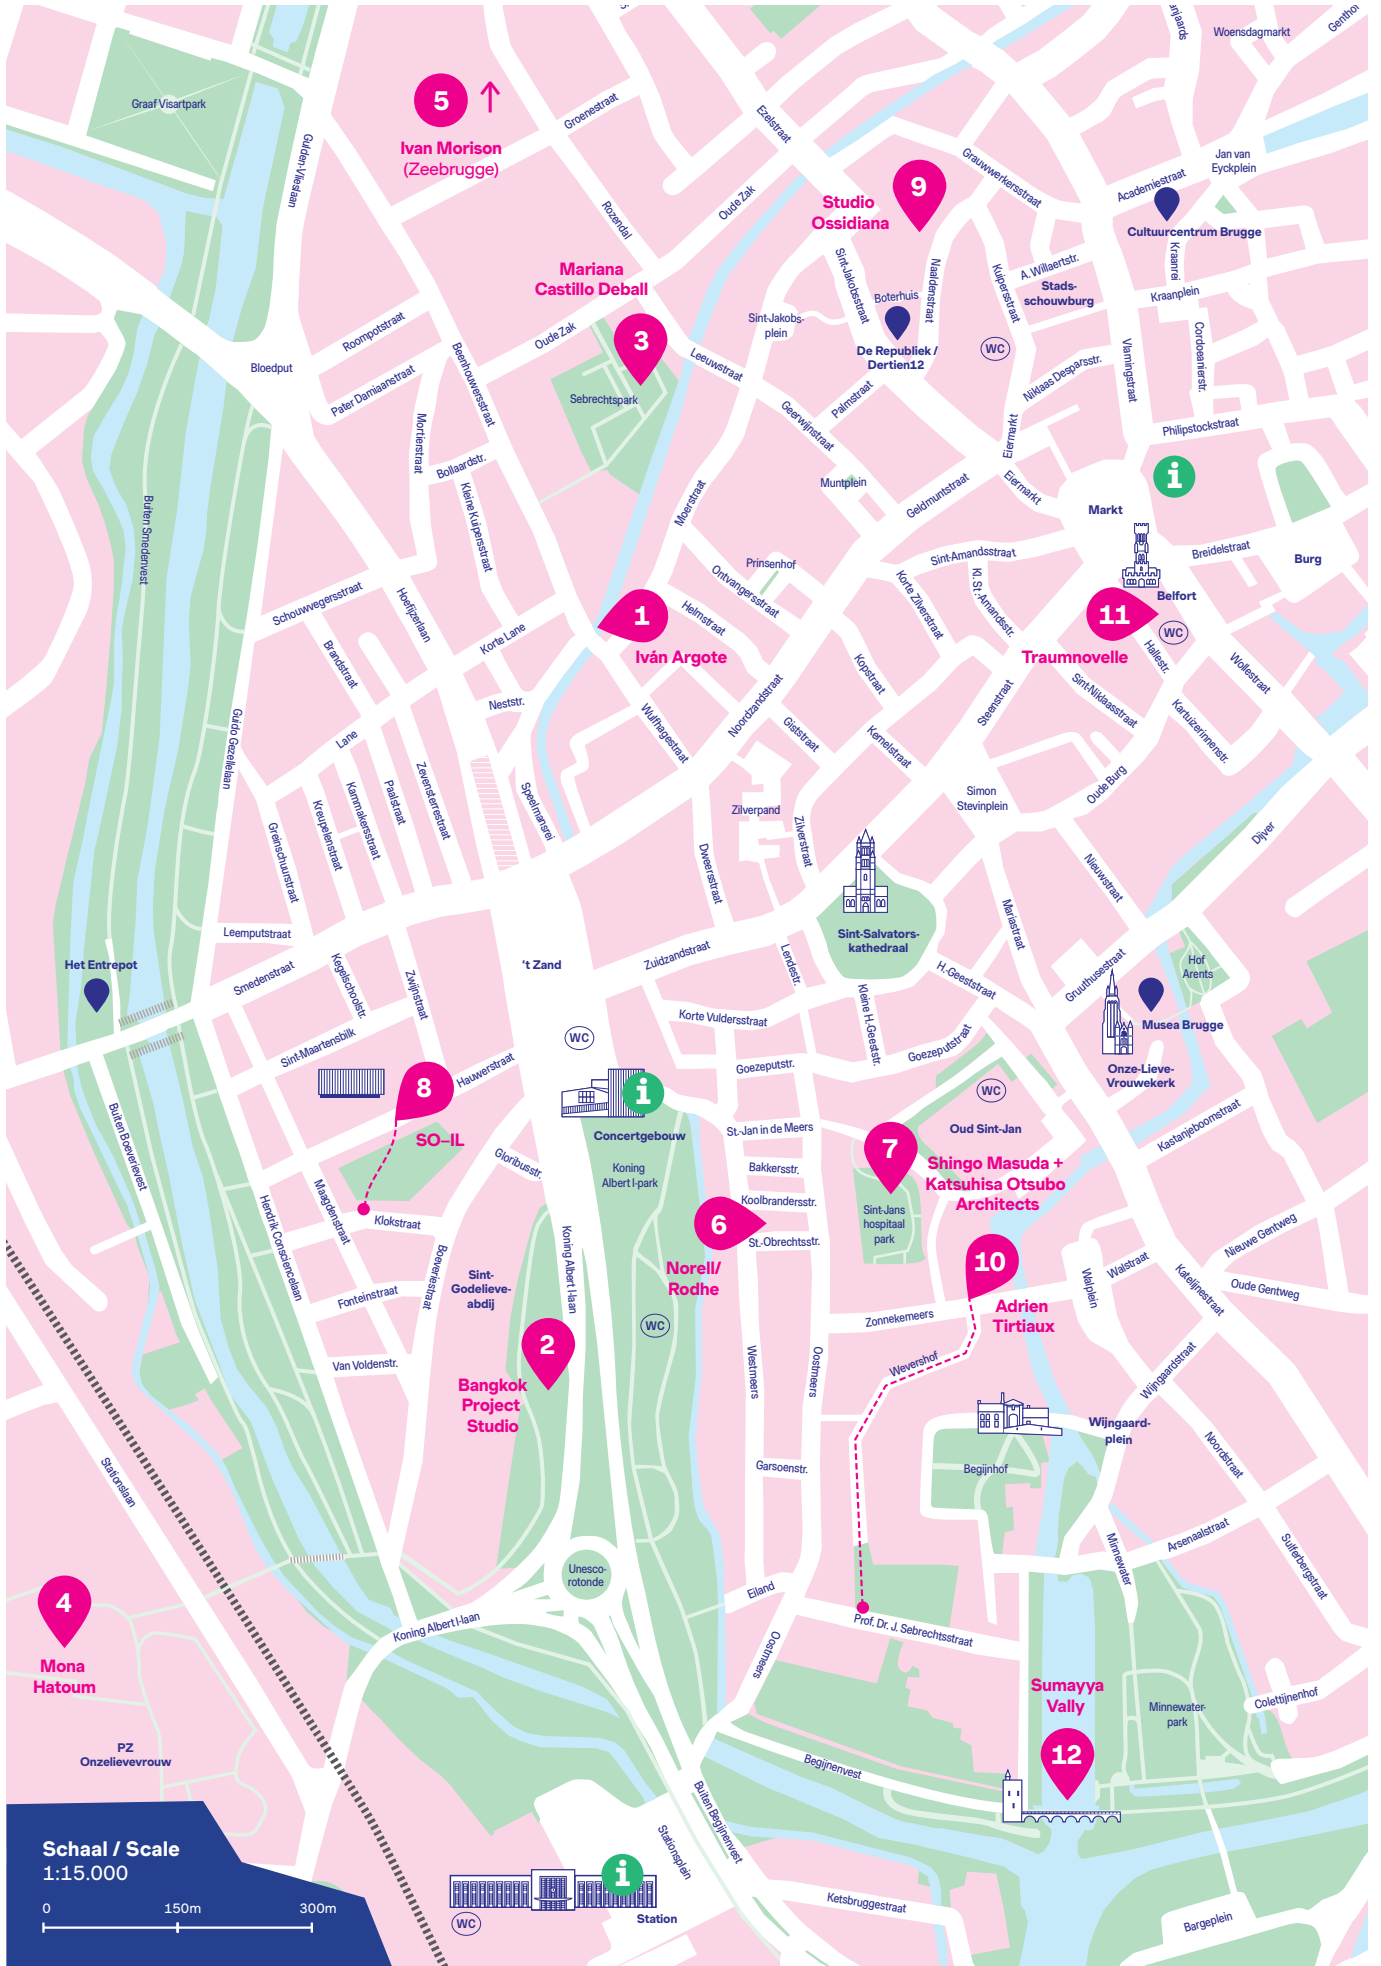 Woensdagmarkt
Graaf Visartpark
5
Ivan Morison
(Zeebrugge)
Groenestraat
Ezelstraat
Gulden-Vlieslaan
Grauwwerkersstraat
Jan van
Eyckplein
Academiestraat
Cultuurcentrum Brugge
9
Studio
Ossidiana
Oude Zak
Rozendal
Mariana
Castillo Deball
3
Sint-Jakobsstraat
Naaldenstraat
Kuipersstraat
A. Willaertstr.
Stads-
schouwburg
Kraanrei
Kraanplein
Boterhuis
De Republiek /
Dertien12
Sint-Jakobs-
plein
WC
Cordoeanierstr.
Vlamingstraat
Niklaas Desparsstr.
Roompotstraat
Oude Zak
Bloedput
Pater Damiaanstraat
Beenhouwersstraat
Leeuwstraat
Sebrechtspark
Geerwijnstraat
Palmstraat
Mortierstraat
Bollaardstr.
Kleine Kuipersstraat
Eiermarkt
Philipstockstraat
Muntplein
Geldmuntstraat
Eiermarkt
Moerstraat
Markt
i
Buiten Smedenvest
Sint-Amandsstraat
Breidelstraat
Burg
Prinsenhof
Ontvangersstraat
Korte Zilverstraat
Kl. St.-Amandsstr.
Belfort
11
WC
Traumnovelle
Schouwvegersstraat
Hoefijzerlaan
Helmstraat
1
Iván Argote
Korte Lane
Brandstraat
Kopstraat
Hallestr.
Wollestraat
Sint-Niklaasstraat
Kartuizerinnenstr.
Steenstraat
Neststr.
Wulfhagestraat
Noordzandstraat
Giststraat
Kemelstraat
Lane
Guido Gezellelaan
Zevensterrestraat
Paalstraat
Kammakersstraat
Kreupelenstraat
Greinschuurstraat
Speelmansrei
Zilverpand
Zilverstraat
Dweersstraat
Simon
Stevinplein
Oude Burg
Dijver
Nieuwstraat
Mariastraat
Leemputstraat
Sint-Salvators-
kathedraal
Het Entrepot
Smedenstraat
Kegelschoolstr.
Zwijnstraat
't Zand
Zuidzandstraat
Lendestr.
H.-Geeststraat
Gruuthusestraat
Hof
Arents
Musea Brugge
Onze-Lieve-
Vrouwekerk
Korte Vuldersstraat
Kleine H.-Geeststr.
Goezeputstraat
WC
Sint-Maartensbilk
Hauwerstraat
Goezeputstr.
8
SO–IL
i
Concertgebouw
WC
Oud Sint-Jan
Kastanjeboomstraat
St.-Jan in de Meers
Buiten Boeverievest
Gloribusstr.
Koning
Albert I-park
Bakkersstr.
7
Shingo Masuda +
Katsuhisa Otsubo
Architects
Koolbrandersstr.
6
Norell/
Rodhe
St.-Obrechtsstr.
Sint-Jans
hospitaal
park
Hendrik Consciencelaan
Maagdenstraat
Klokstraat
Koning Albert I-laan
Boeveriestraat
Sint-
Godelieve-
abdij
10
Adrien
Tirtiaux
Walstraat
Walplein
Nieuwe Gentweg
Oude Gentweg
Katelijnestraat
Fonteinstraat
Zonnekemeers
WC
2
Bangkok
Project
Studio
Van Voldenstr.
Westmeers
Oostmeers
Wevershof
Wijngaardstraat
Wijngaard-
plein
Noordstraat
Begijnhof
Garsoenstr.
Stationslaan
Arsenaalstraat
Minnewater
Sulferbergstraat
Unesco-
rotonde
Eiland
4
Mona
Hatoum
Koning Albert I-laan
Prof. Dr. J. Sebrechtsstraat
Oostmeers
Sumayya
Vally
12
Minnewater-
park
Colettijnenhof
PZ
Onzelievevrouw
Begijnenvest
Buiten Begijnenvest
Stationsplein
i
Station
WC
Ketsbruggestraat
Bargeplein
Schaal / Scale
1:15.000
0 150m 300m